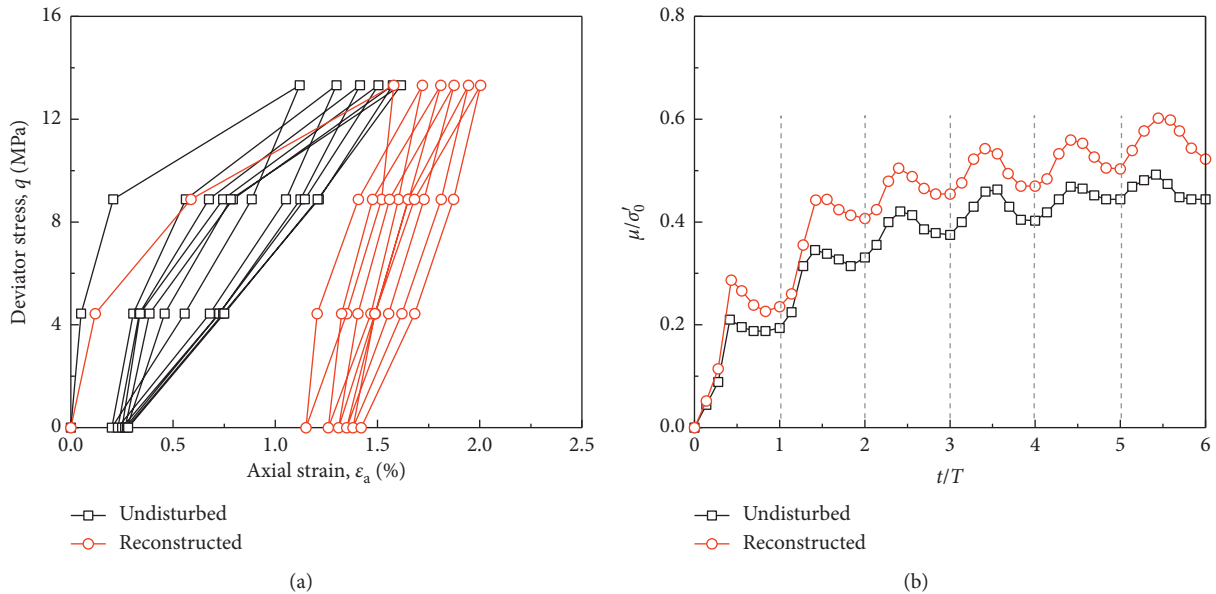 16
12
8
4
0
Deviator stress, q (MPa)
0 0.5 1.0 1.5 2.0 2.5
Axial strain, εa (%)
Undisturbed
Reconstructed
(a)
0.8
0.6
0.4
0.2
0.0
μ/σ′0
0 1 2 3 4 5 6
t/T
Undisturbed
Reconstructed
(b)